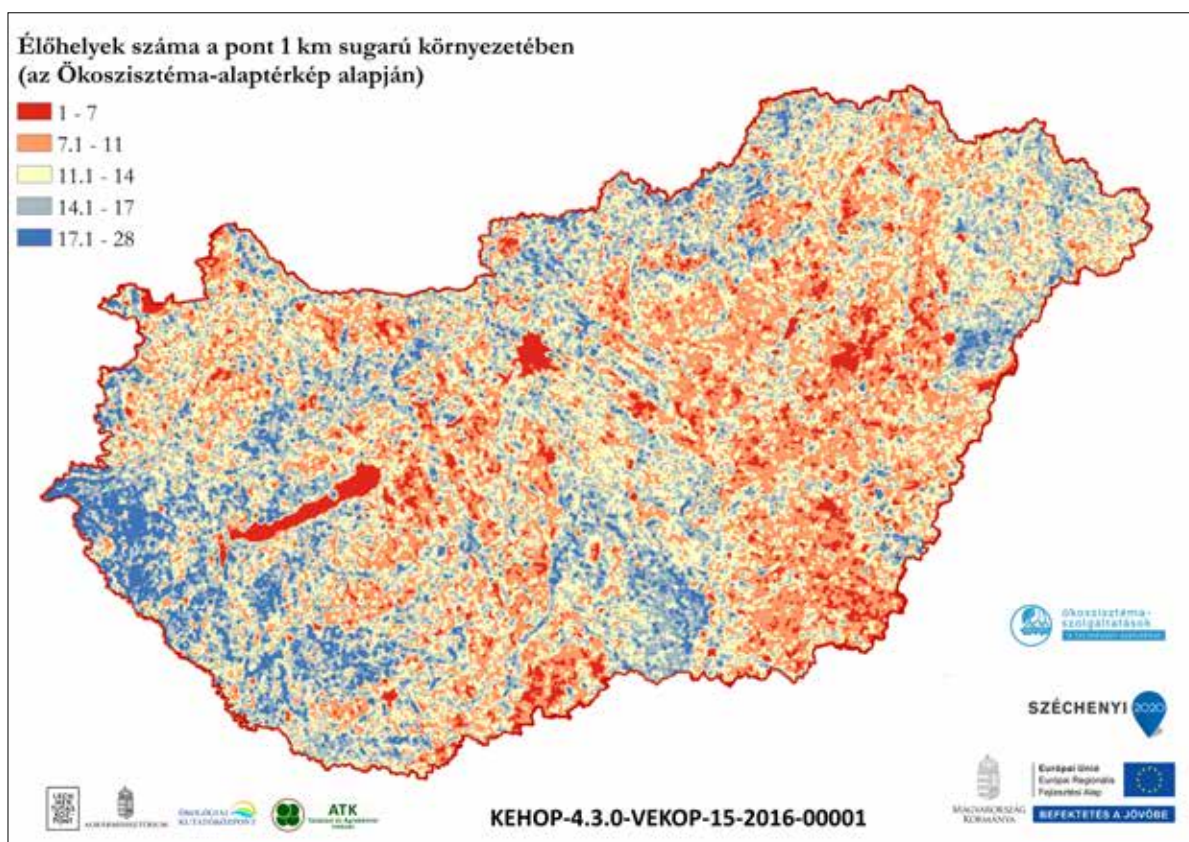 Élőhelyek száma a pont 1 km sugarú környezetében
(az Ökoszisztéma-alaptérkép alapján)
1 - 7
7.1 - 11
11.1 - 14
14.1 - 17
17.1 - 28
ökoszisztéma-
szolgáltatások
SZÉCHENYI 2020
MAGYARORSZÁG
KORMÁNYA
Európai Unió
Európai Regionális
Fejlesztési Alap
BEFEKTETÉS A JÖVŐBE
AGRÁRMINISZTÉRIUM
ÖKOLÓGIAI
KUTATÓKÖZPONT
ATK
KEHOP-4.3.0-VEKOP-15-2016-00001